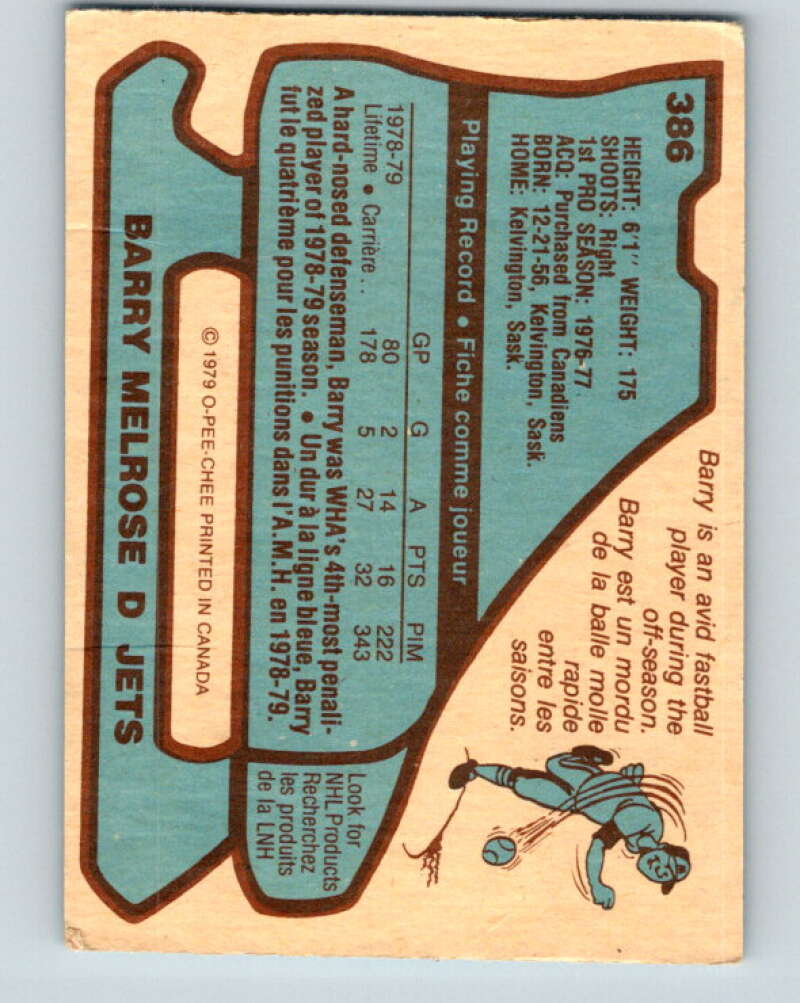 386
HEIGHT: 6'1" WEIGHT: 175
SHOOTS: Right
1st PRO SEASON: 1976-77
ACQ: Purchased from Canadiens
BORN: 12-21-56, Kelvington, Sask.
HOME: Kelvington, Sask.
Barry is an avid fastball
player during the
off-season.
Barry est un mordu
de la balle molle
rapide
entre les
saisons.
Playing Record • Fiche comme joueur
GP G A PTS PIM
1978-79 80 2 14 16 222
Lifetime • Carrière... 178 5 27 32 343
A hard-nosed defenseman, Barry was WHA's 4th-most penali-
zed player of 1978-79 season. • Un dur à la ligne bleue, Barry
fut le quatrième pour les punitions dans l'A.M.H. en 1978-79.
Look for
NHL Products
Recherchez
les produits
de la LNH
© 1979 O-PEE-CHEE PRINTED IN CANADA
BARRY MELROSE D JETS